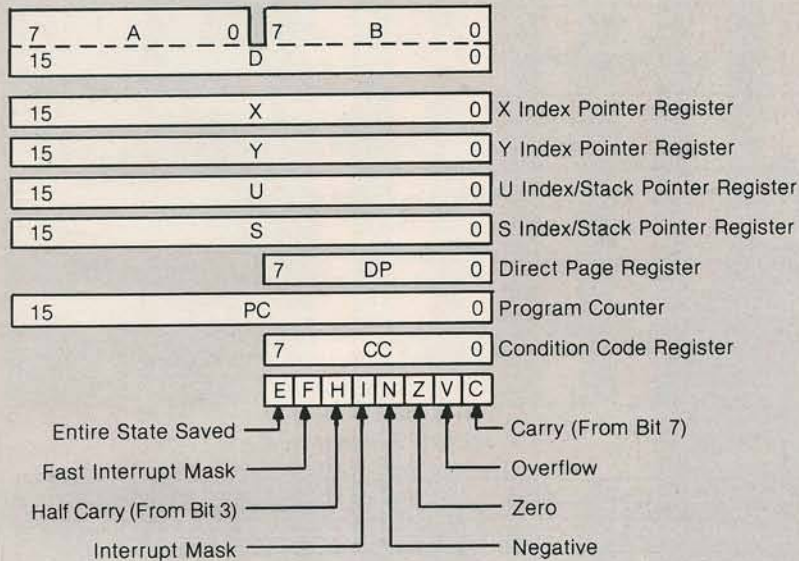 7 A 0 7 B 0
15 D 0
15 X 0 X Index Pointer Register
15 Y 0 Y Index Pointer Register
15 U 0 U Index/Stack Pointer Register
15 S 0 S Index/Stack Pointer Register
7 DP 0 Direct Page Register
15 PC 0 Program Counter
7 CC 0 Condition Code Register
E F H I N Z V C
Entire State Saved Carry (From Bit 7)
Fast Interrupt Mask Overflow
Half Carry (From Bit 3) Zero
Interrupt Mask Negative